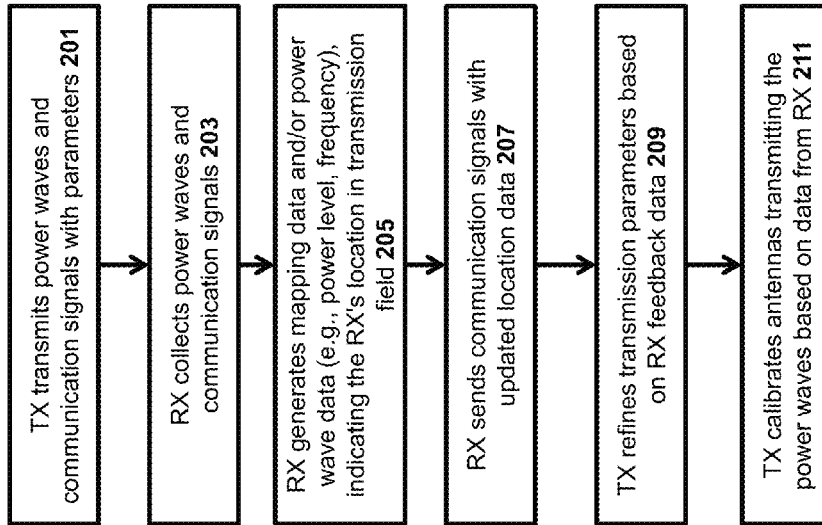 TX transmits power waves and
communication signals with parameters 201
RX collects power waves and
communication signals 203
RX generates mapping data and/or power
wave data (e.g., power level, frequency),
indicating the RX's location in transmission
field 205
RX sends communication signals with
updated location data 207
TX refines transmission parameters based
on RX feedback data 209
TX calibrates antennas transmitting the
power waves based on data from RX 211